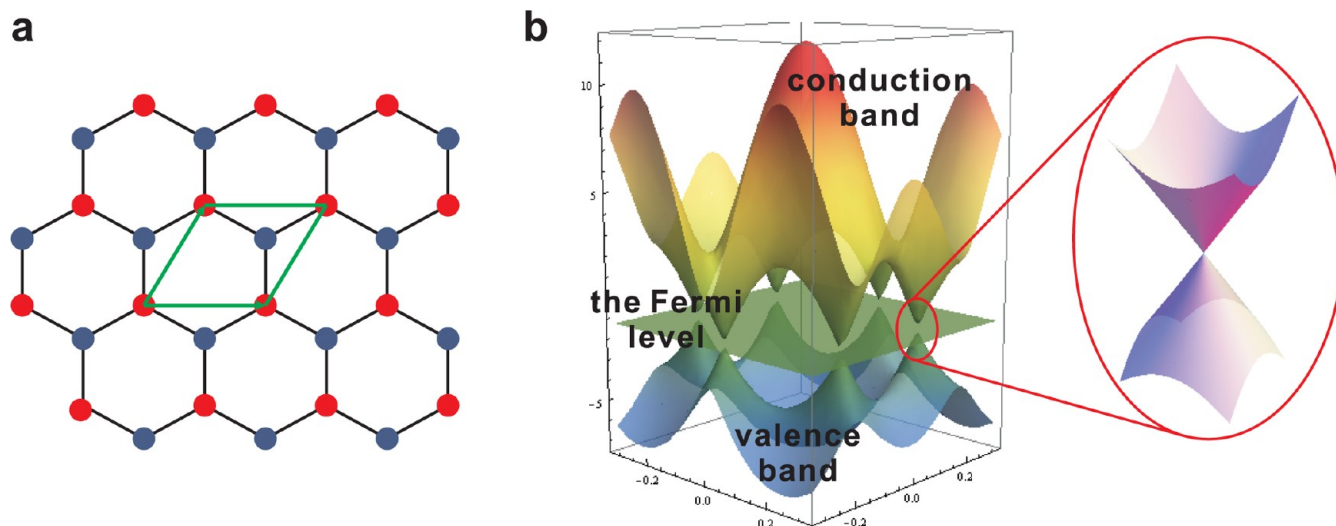 a
b
conduction
band
10
5
the Fermi
level
−5
valence
band
−0.2
0.0
0.2
−0.2
0.0
0.2